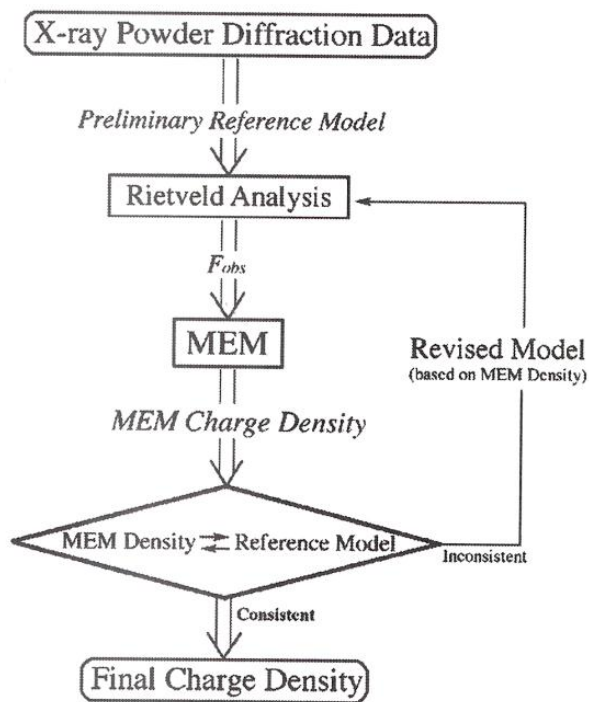 X-ray Powder Diffraction Data
Preliminary Reference Model
Rietveld Analysis
Fobs
MEM
Revised Model
(based on MEM Density)
MEM Charge Density
MEM Density ⇄ Reference Model
Inconsistent
Consistent
Final Charge Density